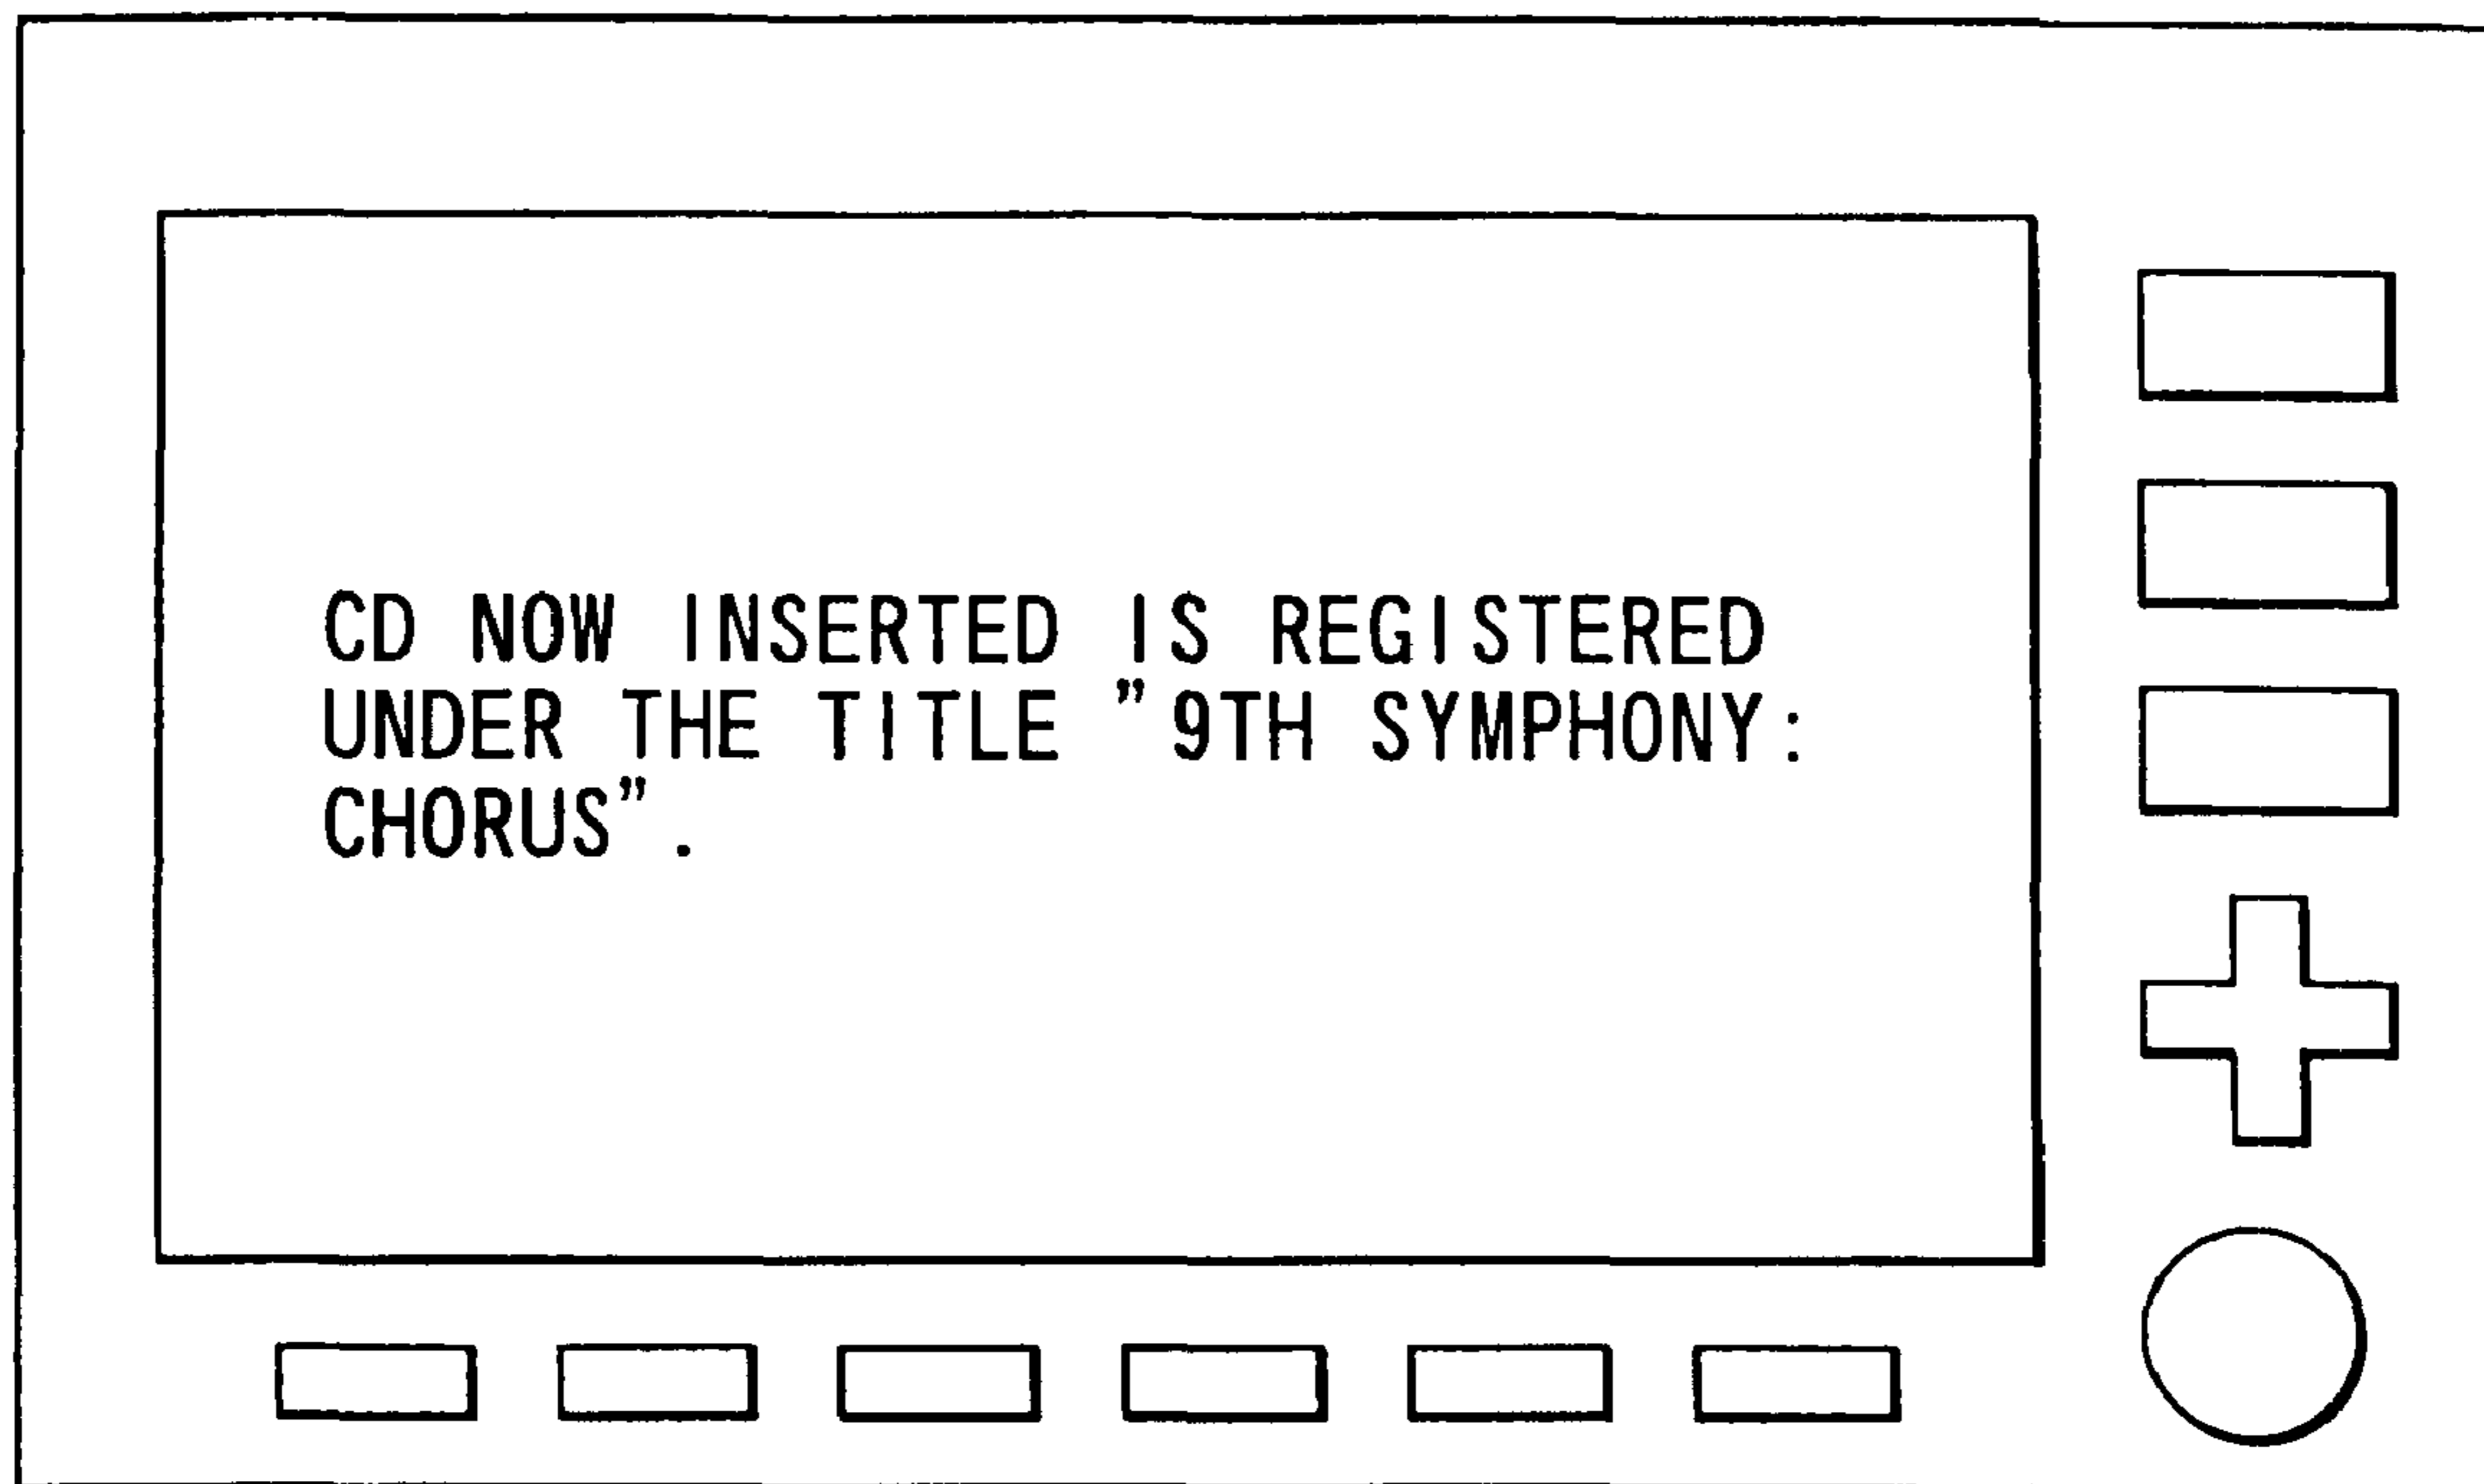 CD NOW INSERTED IS REGISTERED
UNDER THE TITLE "9TH SYMPHONY:
CHORUS".